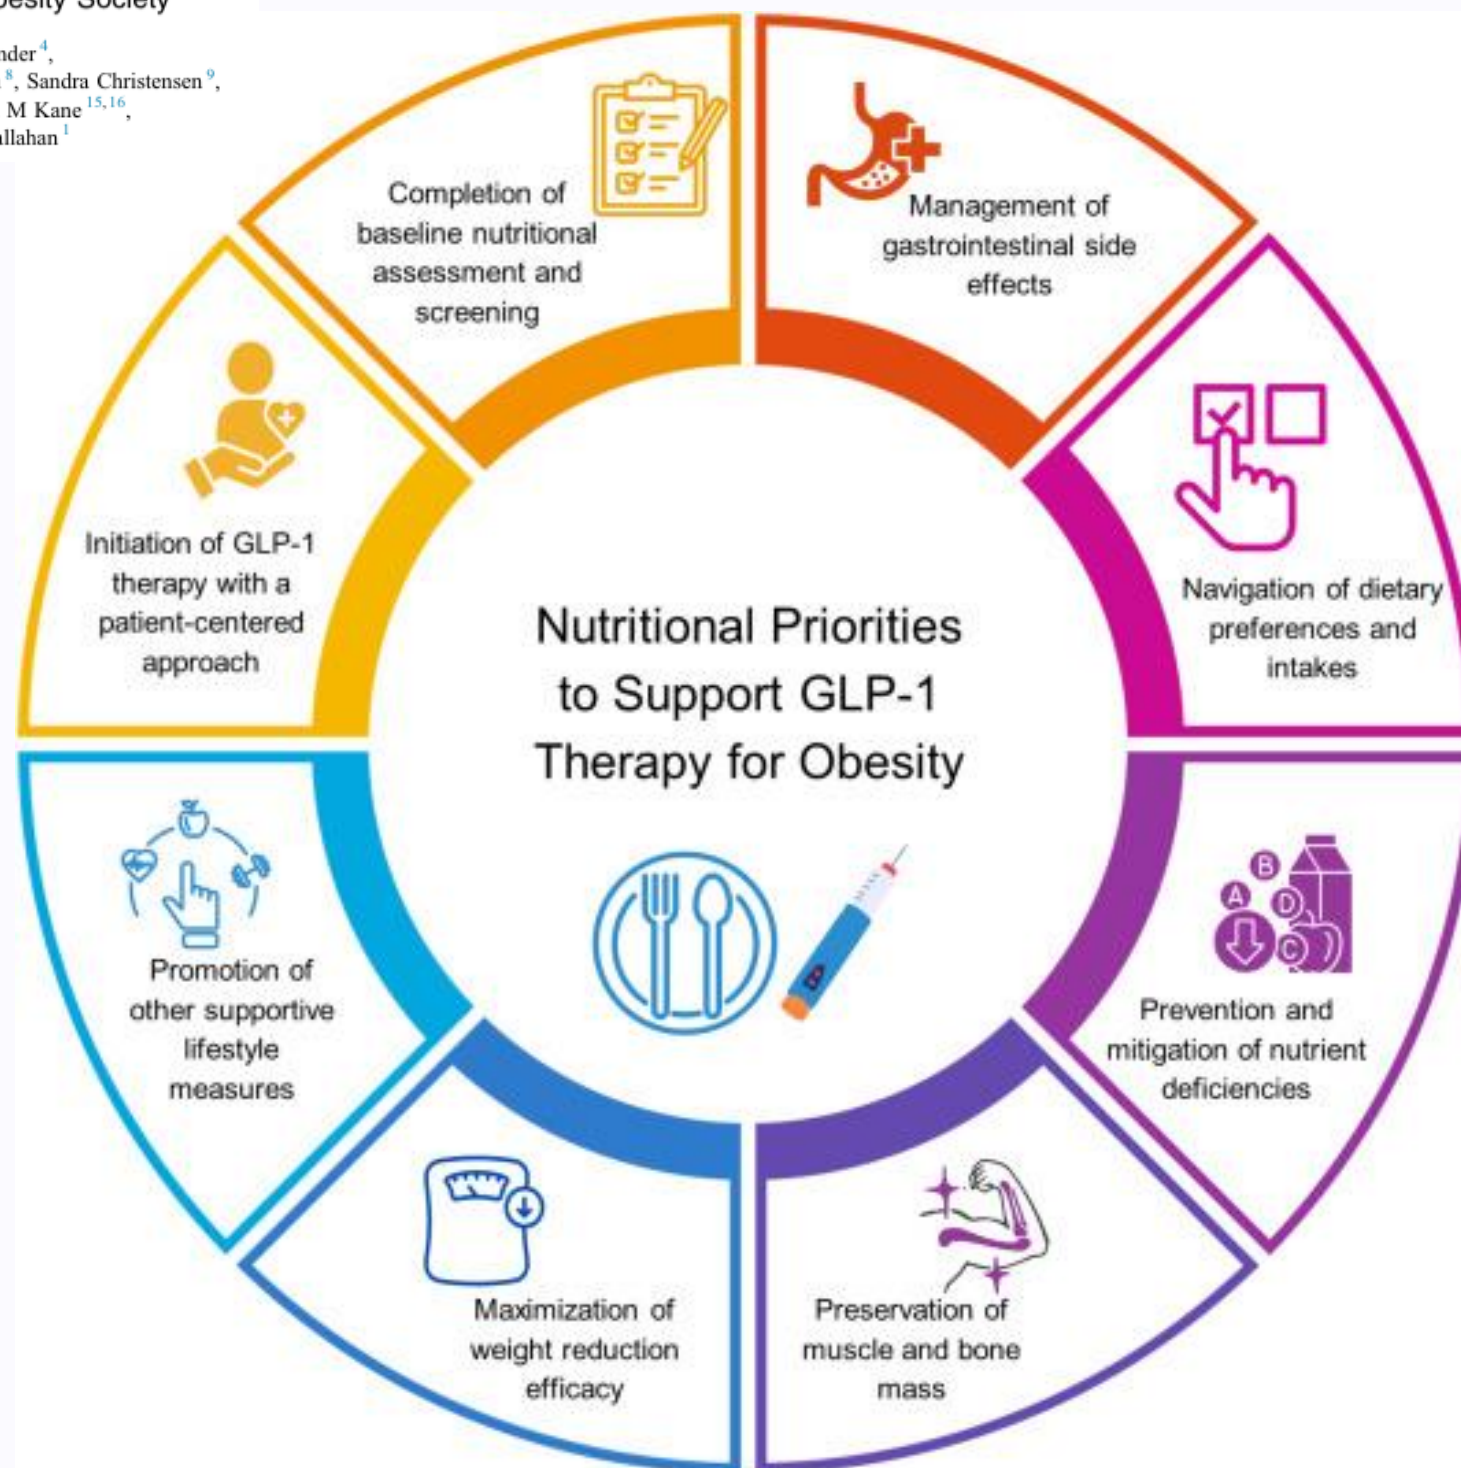 Obesity Society
4,
8, Sandra Christensen 9,
M Kane 15,16,
1
Completion of
baseline nutritional
assessment and
screening
Management of
gastrointestinal side
effects
Navigation of dietary
preferences and
intakes
A
B
D
C
Prevention and
mitigation of nutrient
deficiencies
Preservation of
muscle and bone
mass
Maximization of
weight reduction
efficacy
Promotion of
other supportive
lifestyle
measures
Initiation of GLP-1
therapy with a
patient-centered
approach
Nutritional Priorities
to Support GLP-1
Therapy for Obesity